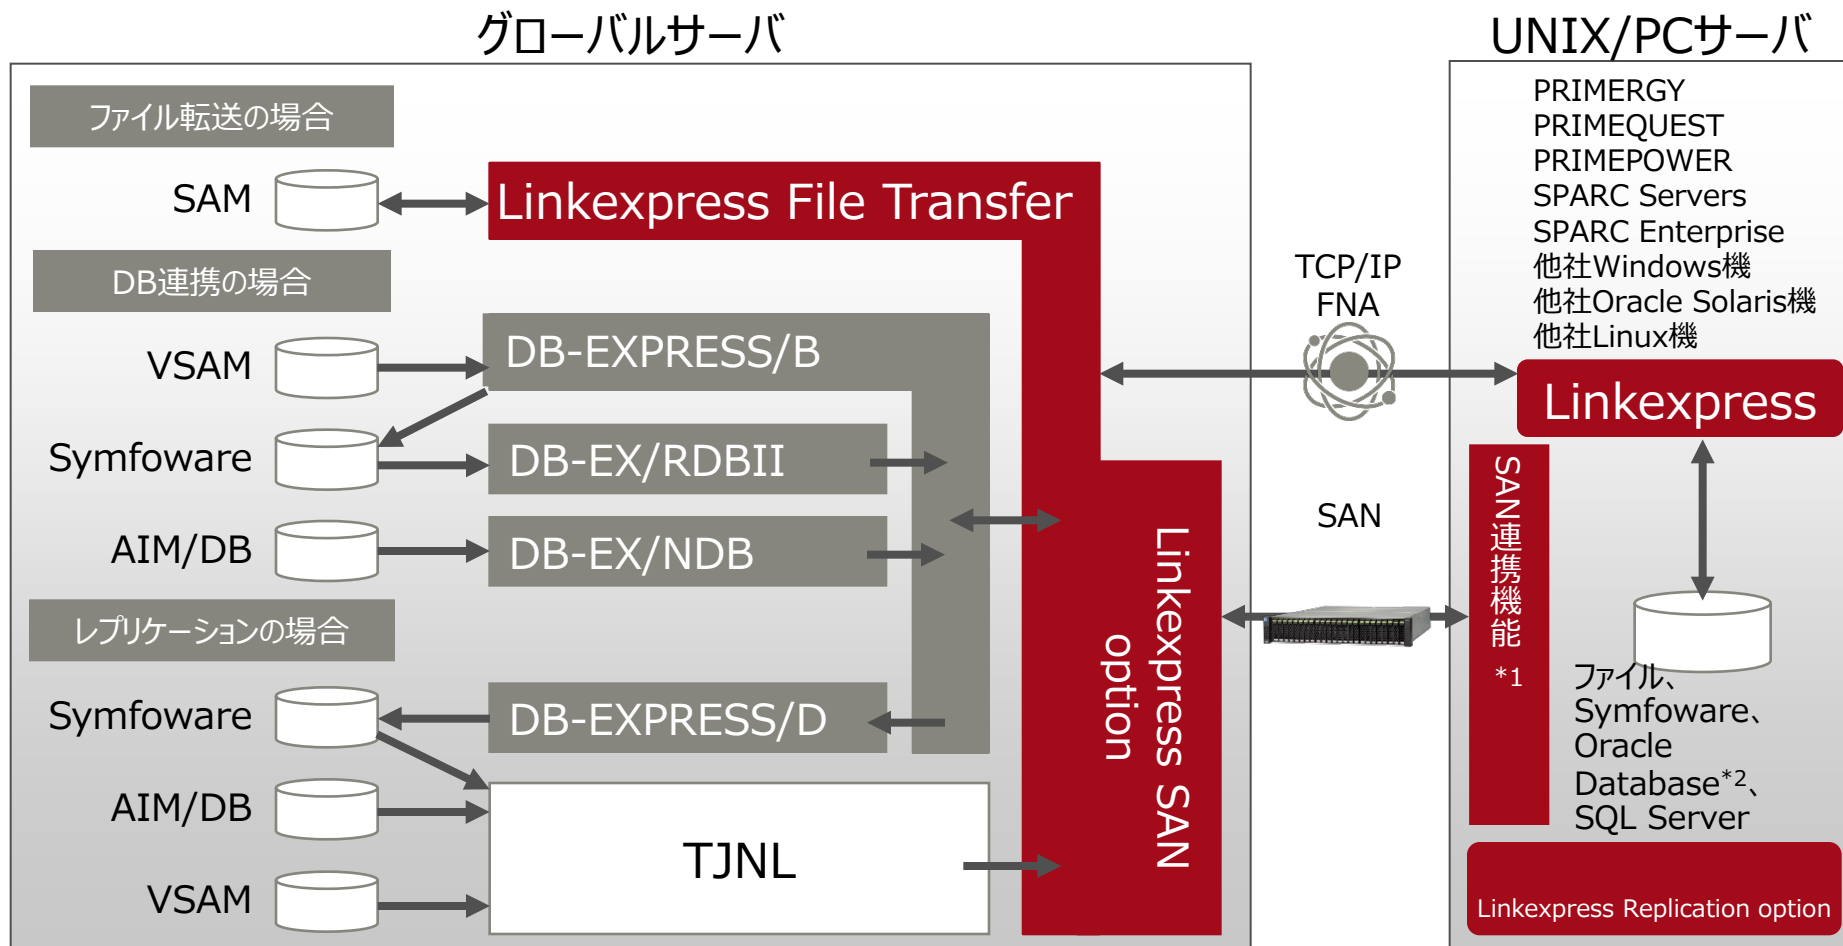 グローバルサーバ
ファイル転送の場合
SAM
Linkexpress File Transfer
DB連携の場合
VSAM
DB-EXPRESS/B
Symfoware
DB-EX/RDBII
AIM/DB
DB-EX/NDB
レプリケーションの場合
Symfoware
DB-EXPRESS/D
AIM/DB
TJNL
VSAM
Linkexpress SAN
option
TCP/IP
FNA
SAN
UNIX/PCサーバ
PRIMERGY
PRIMEQUEST
PRIMEPOWER
SPARC Servers
SPARC Enterprise
他社Windows機
他社Oracle Solaris機
他社Linux機
Linkexpress
SAN連携機能 *1
ファイル、
Symfoware、
Oracle
Database*2、
SQL Server
Linkexpress Replication option